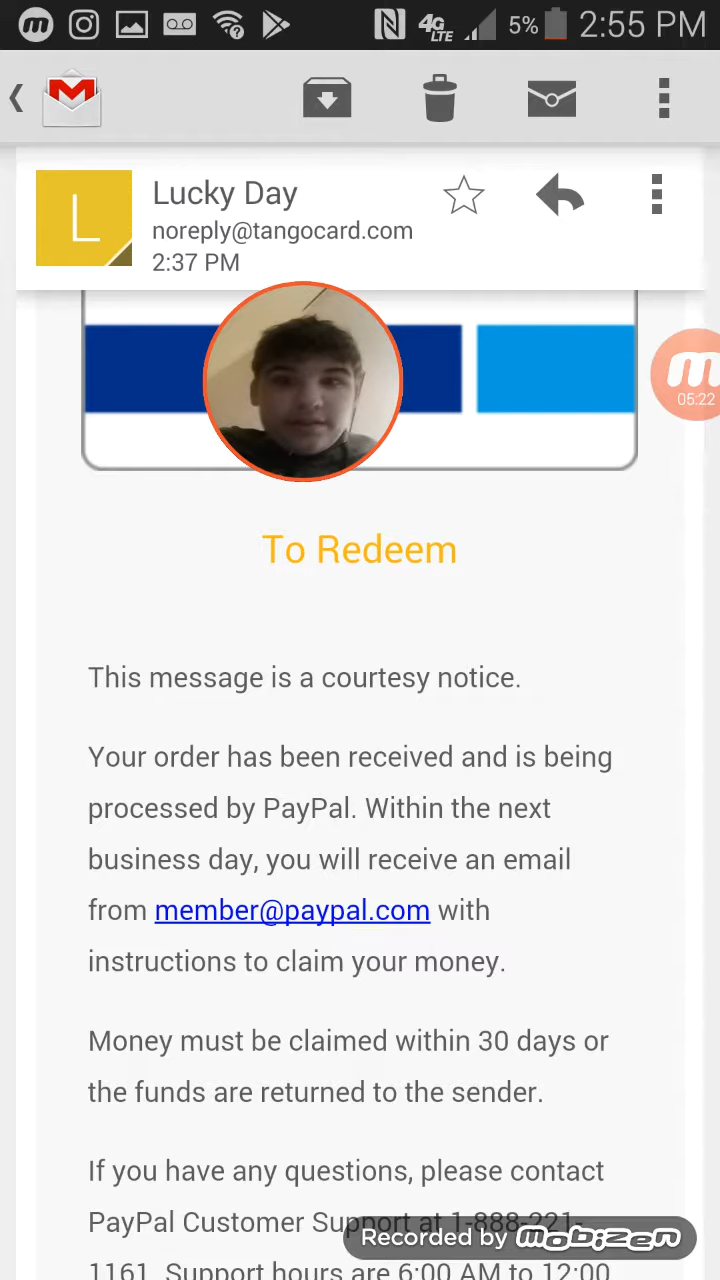 5% 2:55 PM
4G LTE
L
Lucky Day
noreply@tangocard.com
2:37 PM
05:22
To Redeem
This message is a courtesy notice.
Your order has been received and is being
processed by PayPal. Within the next
business day, you will receive an email
from member@paypal.com with
instructions to claim your money.
Money must be claimed within 30 days or
the funds are returned to the sender.
If you have any questions, please contact
PayPal Customer Support at 1-888-221-
Recorded by mobizen
1161. Support hours are 6:00 AM to 12:00